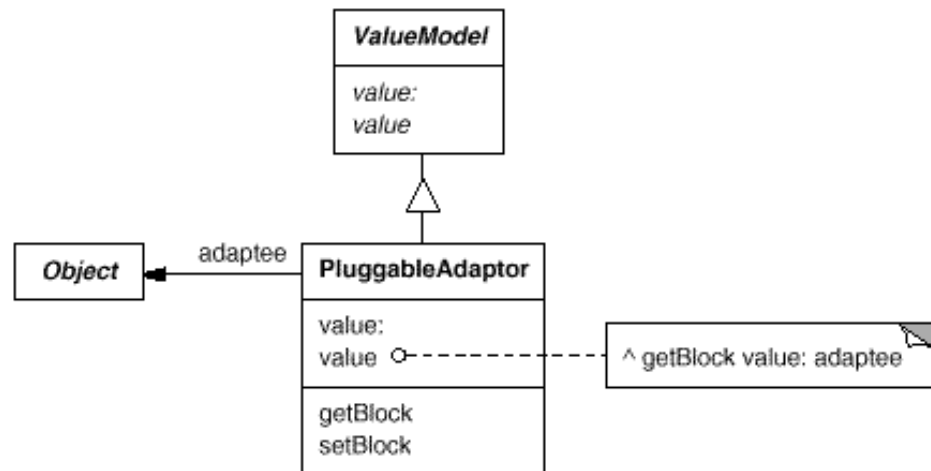 ValueModel
value:
value
adaptee
Object
PluggableAdaptor
value:
value
^ getBlock value: adaptee
getBlock
setBlock